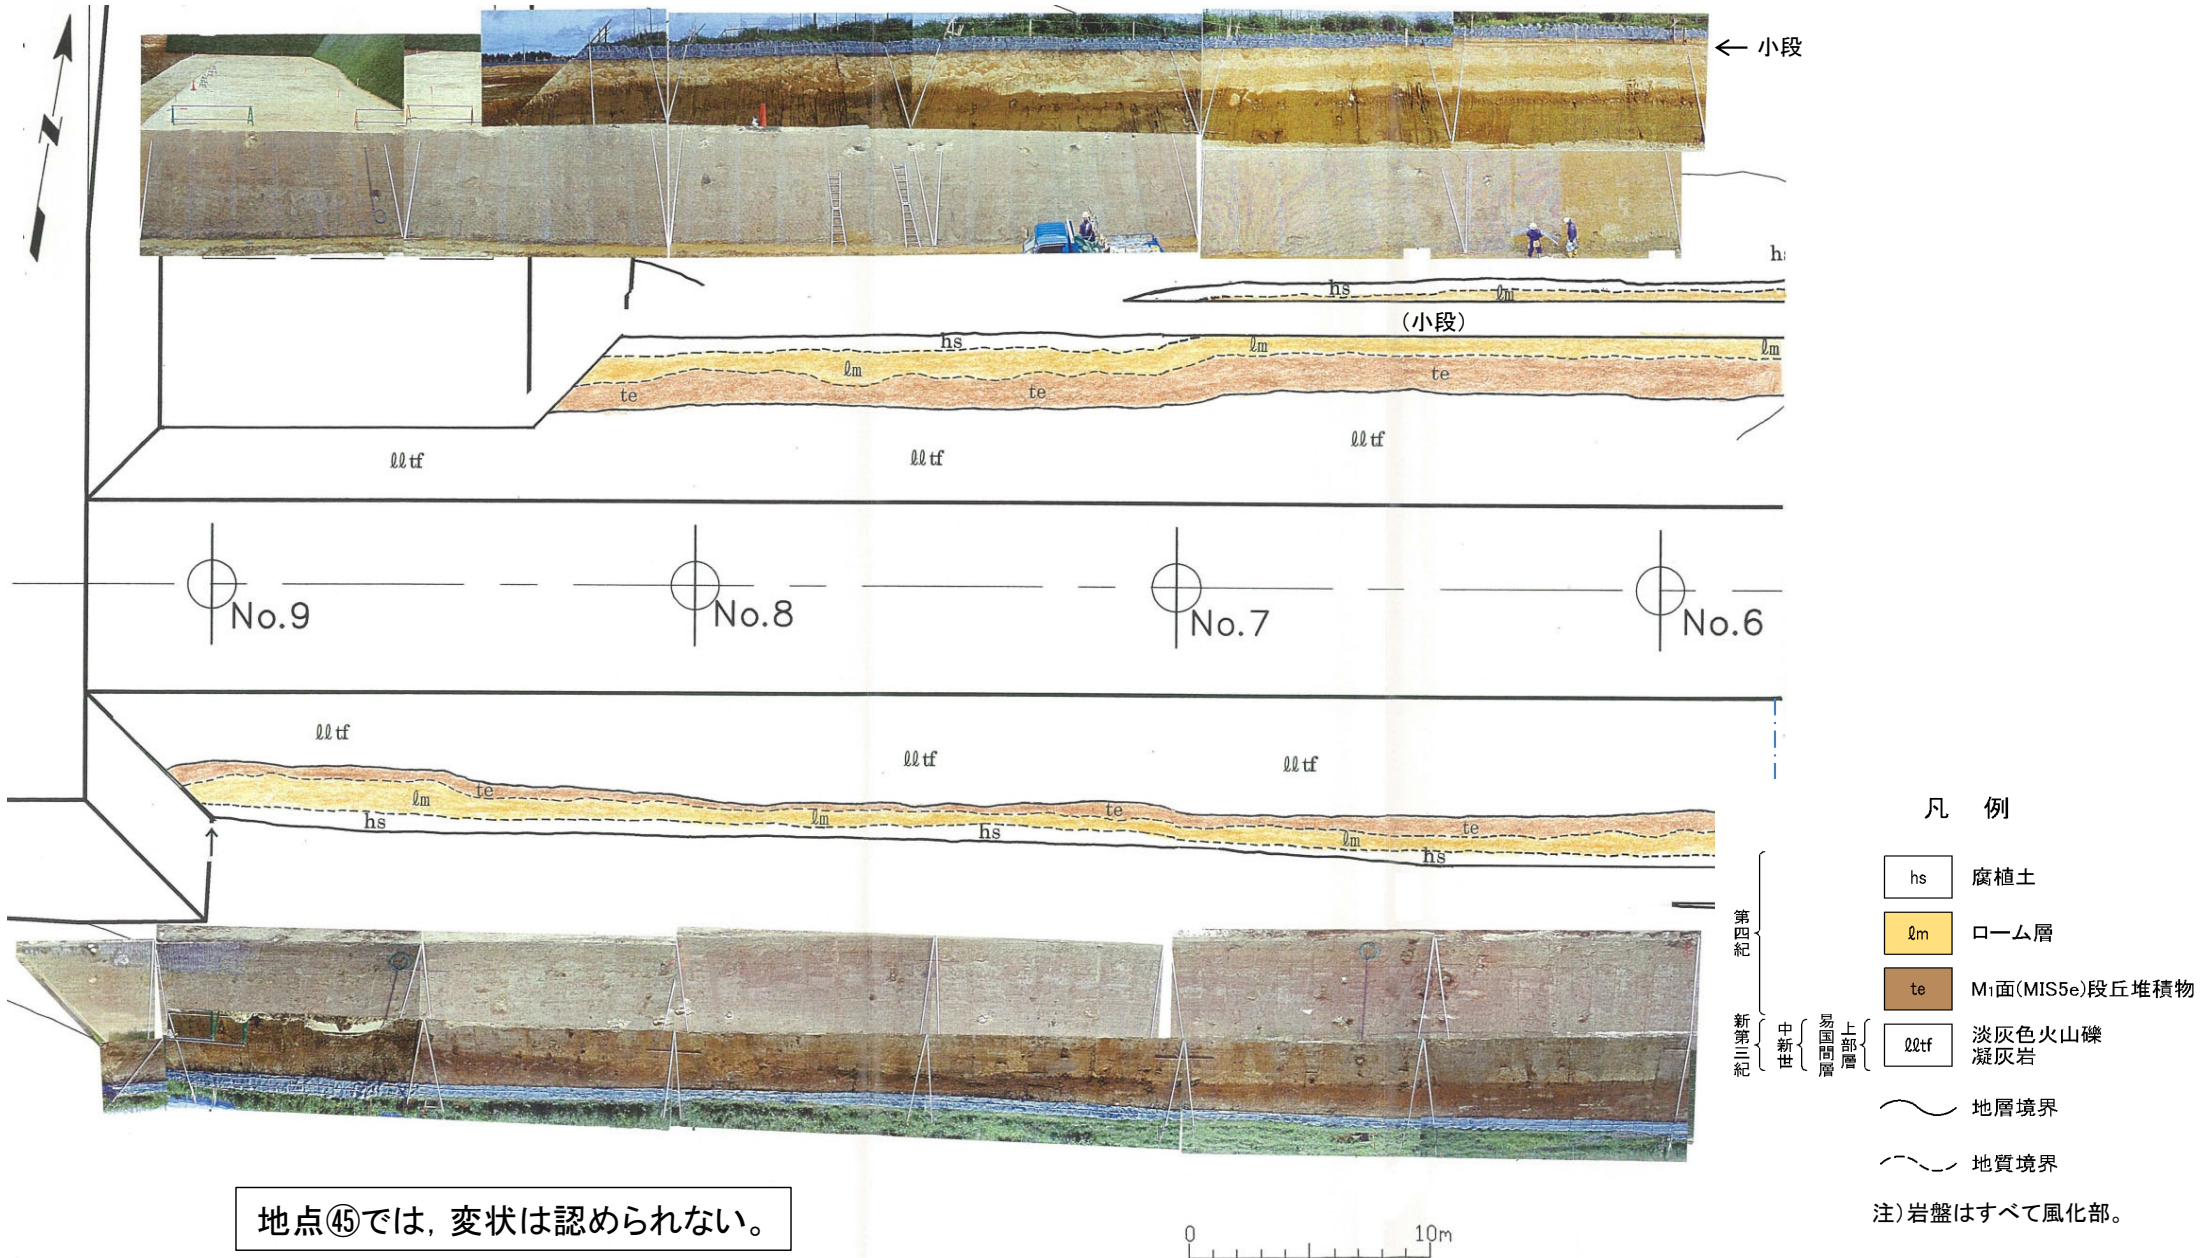 ← 小段
N
hs
hs
ℓm
(小段)
hs
ℓm
ℓm
ℓm
te
te
te
ℓℓtf
ℓℓtf
ℓℓtf
No.9
No.8
No.7
No.6
ℓℓtf
ℓℓtf
ℓℓtf
ℓm
te
hs
ℓm
hs
te
ℓm
hs
te
凡 例
第四紀
hs 腐植土
ℓm ローム層
te M1面(MIS5e)段丘堆積物
新第三紀
中新世
易国間層
上部層
ℓℓtf 淡灰色火山礫
凝灰岩
地層境界
地質境界
注)岩盤はすべて風化部。
地点㊺では, 変状は認められない。
0 10m